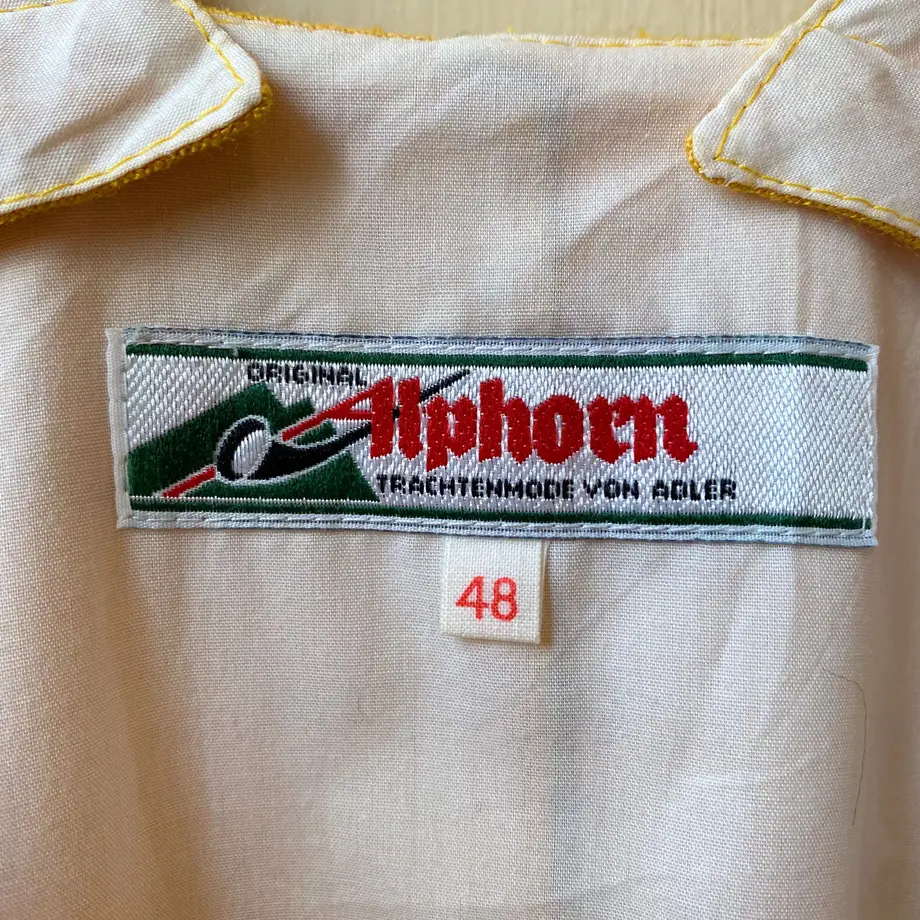 ORIGINAL
Alphorn
TRACHTENMODE VON ADLER
48